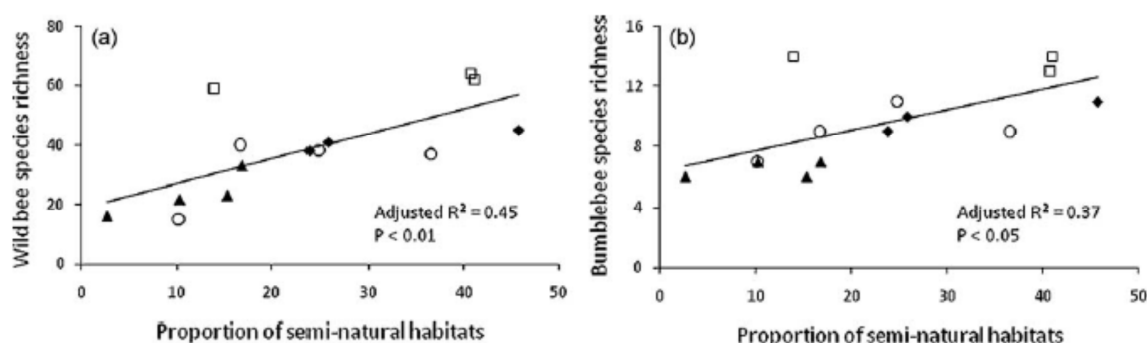 (a)
Wild bee species richness
80
60
40
20
0
Adjusted R² = 0.45
P < 0.01
0 10 20 30 40 50
Proportion of semi-natural habitats
(b)
Bumblebee species richness
16
12
8
4
0
Adjusted R² = 0.37
P < 0.05
0 10 20 30 40 50
Proportion of semi-natural habitats